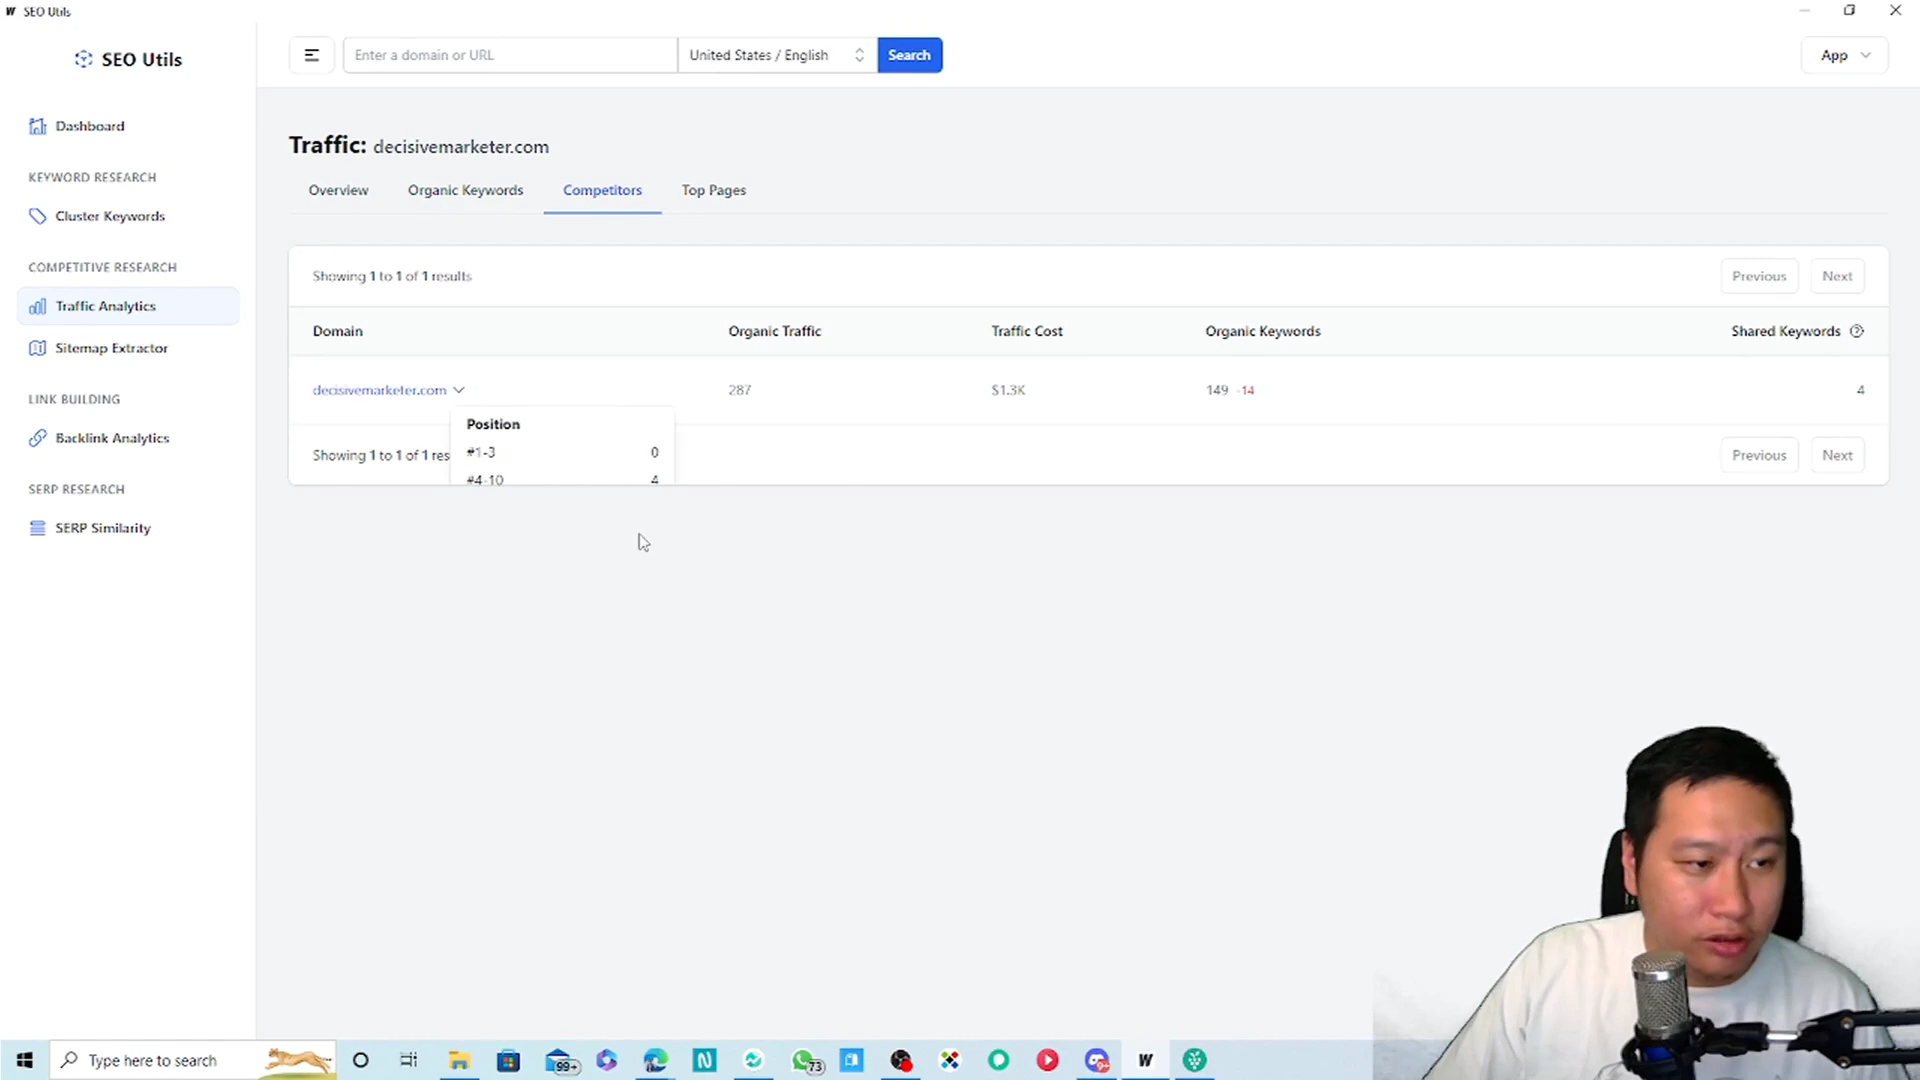 W SEO Utils
SEO Utils
Enter a domain or URL
United States / English
Search
App
Dashboard
KEYWORD RESEARCH
Cluster Keywords
COMPETITIVE RESEARCH
Traffic Analytics
Sitemap Extractor
LINK BUILDING
Backlink Analytics
SERP RESEARCH
SERP Similarity
Traffic: decisivemarketer.com
Overview Organic Keywords Competitors Top Pages
Showing 1 to 1 of 1 results
Previous Next
Domain Organic Traffic Traffic Cost Organic Keywords Shared Keywords
decisivemarketer.com 287 $1.3K 149 -14 4
Position
#1-3 0
#4-10 4
Showing 1 to 1 of 1 res
Previous Next
Type here to search
99+
N
73
W